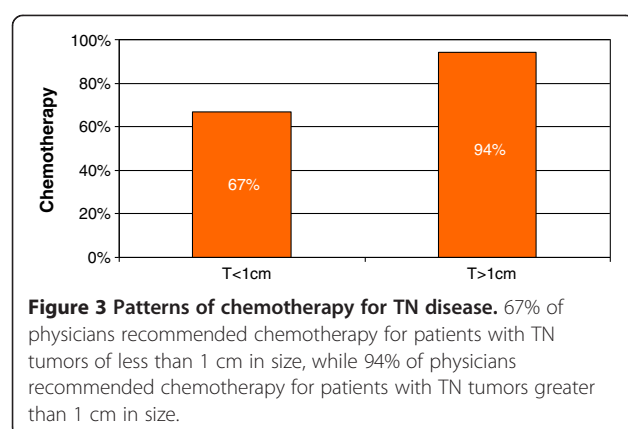 100%
80%
60%
40%
20%
0%
Chemotherapy
67%
94%
T<1cm
T>1cm
Figure 3 Patterns of chemotherapy for TN disease. 67% of
physicians recommended chemotherapy for patients with TN
tumors of less than 1 cm in size, while 94% of physicians
recommended chemotherapy for patients with TN tumors greater
than 1 cm in size.